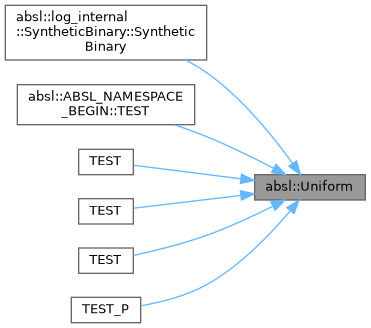 absl::log_internal
::SyntheticBinary::Synthetic
Binary
absl::ABSL_NAMESPACE
_BEGIN::TEST
TEST
absl::Uniform
TEST
TEST
TEST_P